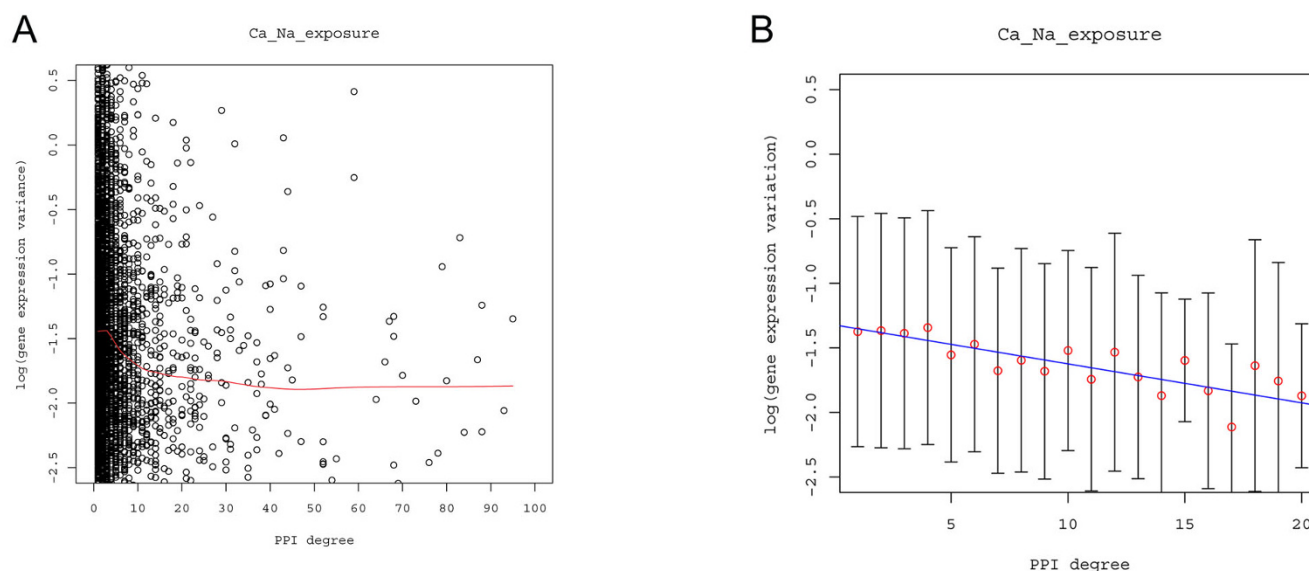 A
Ca_Na_exposure
log(gene expression variance)
0.5
0.0
-0.5
-1.0
-1.5
-2.0
-2.5
0 10 20 30 40 50 60 70 80 90 100
PPI degree
B
Ca_Na_exposure
log(gene expression variation)
0.5
0.0
-0.5
-1.0
-1.5
-2.0
-2.5
5 10 15 20
PPI degree